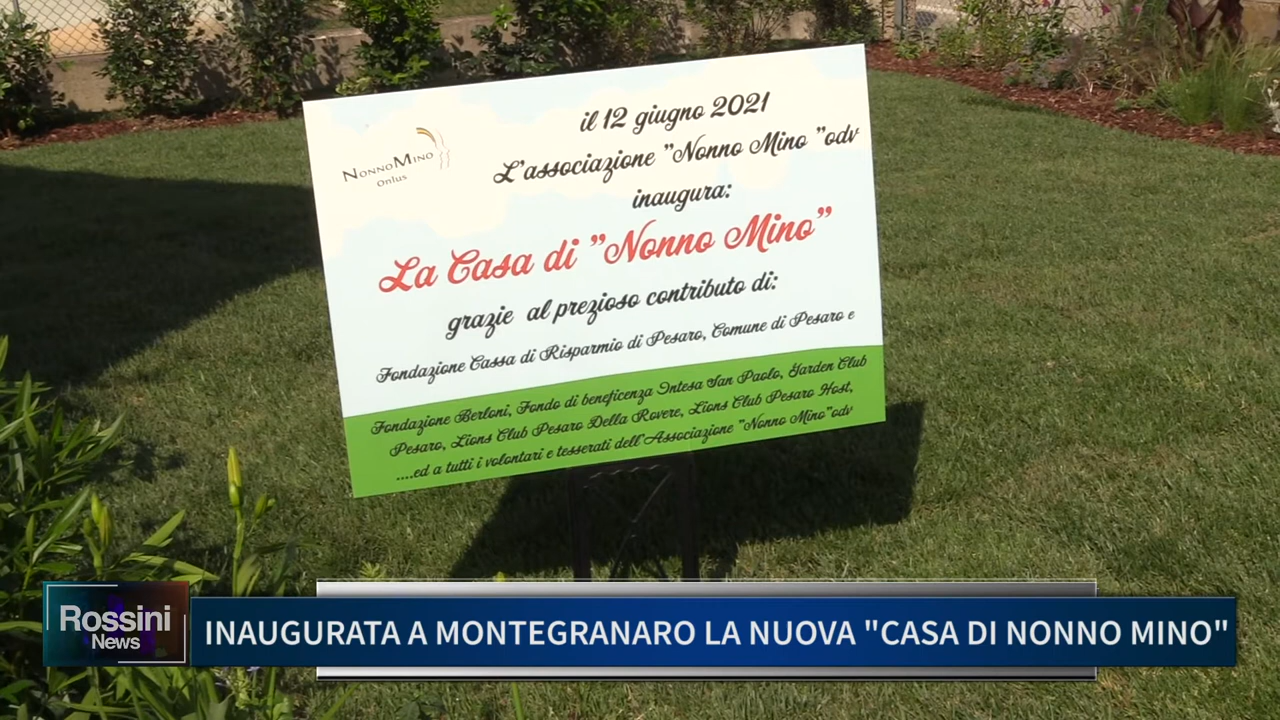 NonnoMino
Onlus
il 12 giugno 2021
L'associazione "Nonno Mino "odv
inaugura:
La Casa di "Nonno Mino"
grazie al prezioso contributo di:
Fondazione Cassa di Risparmio di Pesaro, Comune di Pesaro e
Fondazione Berloni, Fondo di beneficenza Intesa San Paolo, Garden Club
Pesaro, Lions Club Pesaro Della Rovere, Lions Club Pesaro Host,
....ed a tutti i volontari e tesserati dell'Associazione "Nonno Mino"odv
Rossini
News
INAUGURATA A MONTEGRANARO LA NUOVA "CASA DI NONNO MINO"